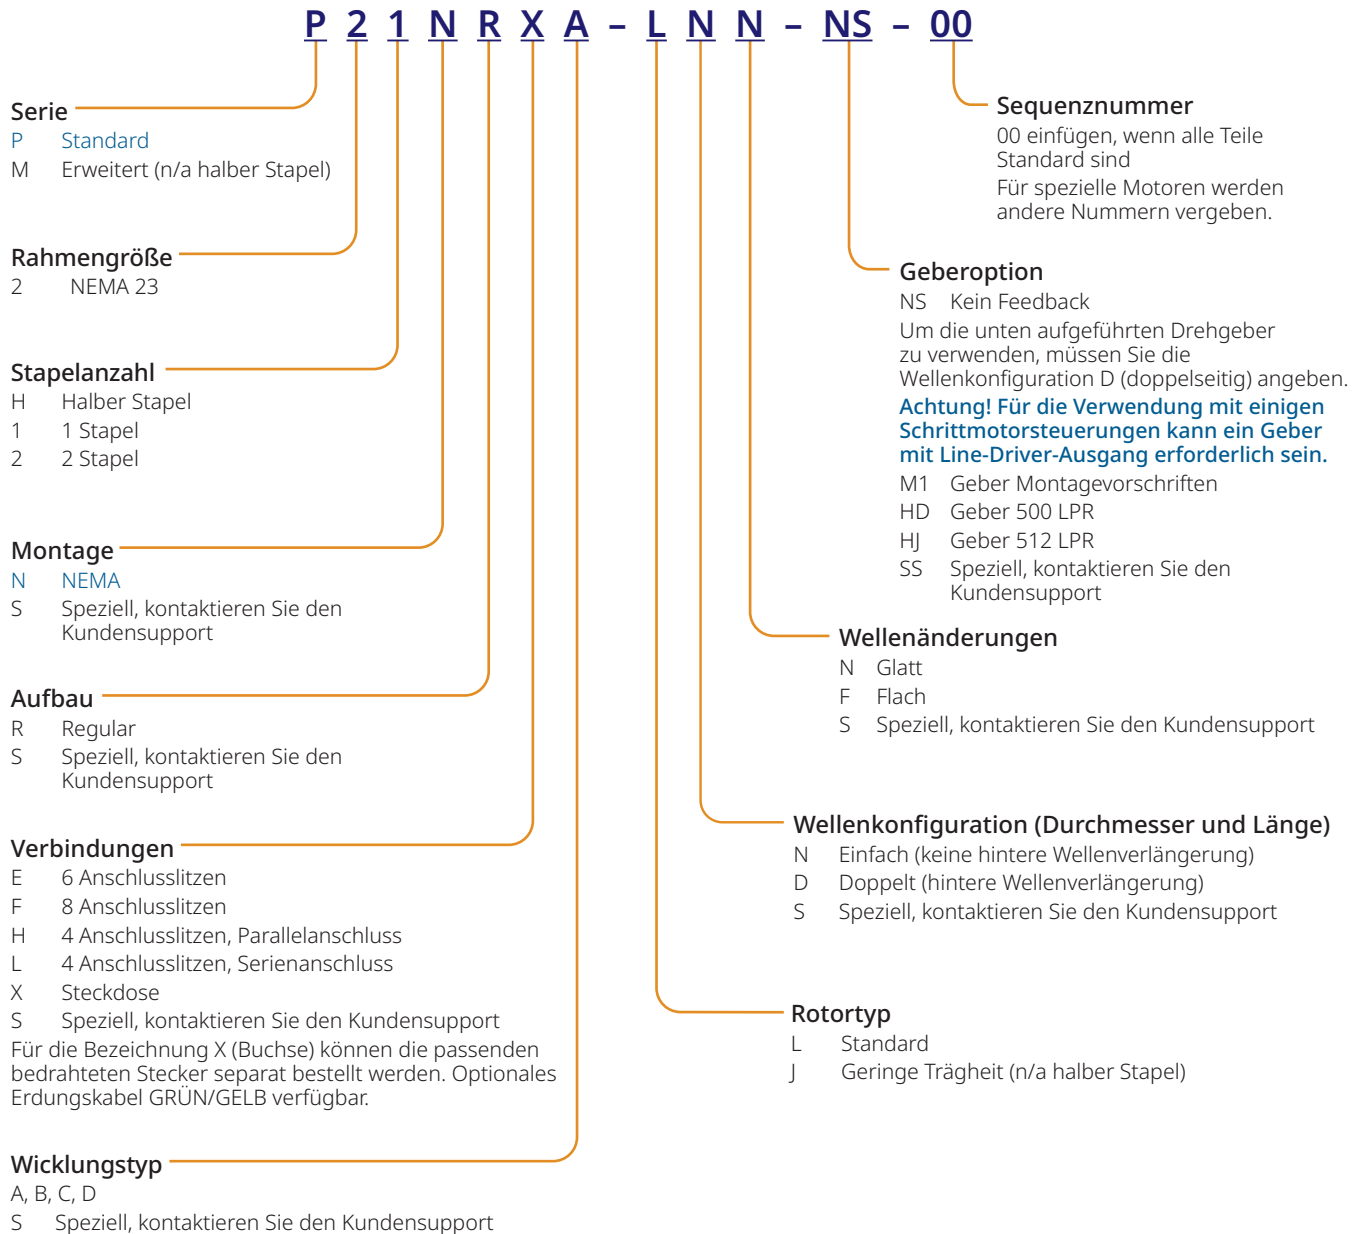 P 2 1 N R X A – L N N – NS – 00
Serie
P Standard
M Erweitert (n/a halber Stapel)
Rahmengröße
2 NEMA 23
Stapelanzahl
H Halber Stapel
1 1 Stapel
2 2 Stapel
Montage
N NEMA
S Speziell, kontaktieren Sie den
Kundensupport
Aufbau
R Regular
S Speziell, kontaktieren Sie den
Kundensupport
Verbindungen
E 6 Anschlusslitzen
F 8 Anschlusslitzen
H 4 Anschlusslitzen, Parallelanschluss
L 4 Anschlusslitzen, Serienanschluss
X Steckdose
S Speziell, kontaktieren Sie den Kundensupport
Für die Bezeichnung X (Buchse) können die passenden
bedrahteten Stecker separat bestellt werden. Optionales
Erdungskabel GRÜN/GELB verfügbar.
Wicklungstyp
A, B, C, D
S Speziell, kontaktieren Sie den Kundensupport
Sequenznummer
00 einfügen, wenn alle Teile
Standard sind
Für spezielle Motoren werden
andere Nummern vergeben.
Geberoption
NS Kein Feedback
Um die unten aufgeführten Drehgeber
zu verwenden, müssen Sie die
Wellenkonfiguration D (doppelseitig) angeben.
Achtung! Für die Verwendung mit einigen
Schrittmotorsteuerungen kann ein Geber
mit Line-Driver-Ausgang erforderlich sein.
M1 Geber Montagevorschriften
HD Geber 500 LPR
HJ Geber 512 LPR
SS Speziell, kontaktieren Sie den
Kundensupport
Wellenänderungen
N Glatt
F Flach
S Speziell, kontaktieren Sie den Kundensupport
Wellenkonfiguration (Durchmesser und Länge)
N Einfach (keine hintere Wellenverlängerung)
D Doppelt (hintere Wellenverlängerung)
S Speziell, kontaktieren Sie den Kundensupport
Rotortyp
L Standard
J Geringe Trägheit (n/a halber Stapel)